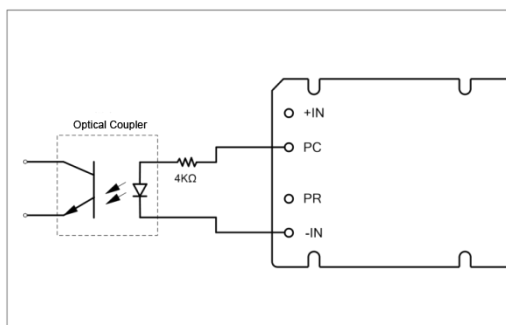 +IN
Optical Coupler
PC
4KΩ
PR
-IN